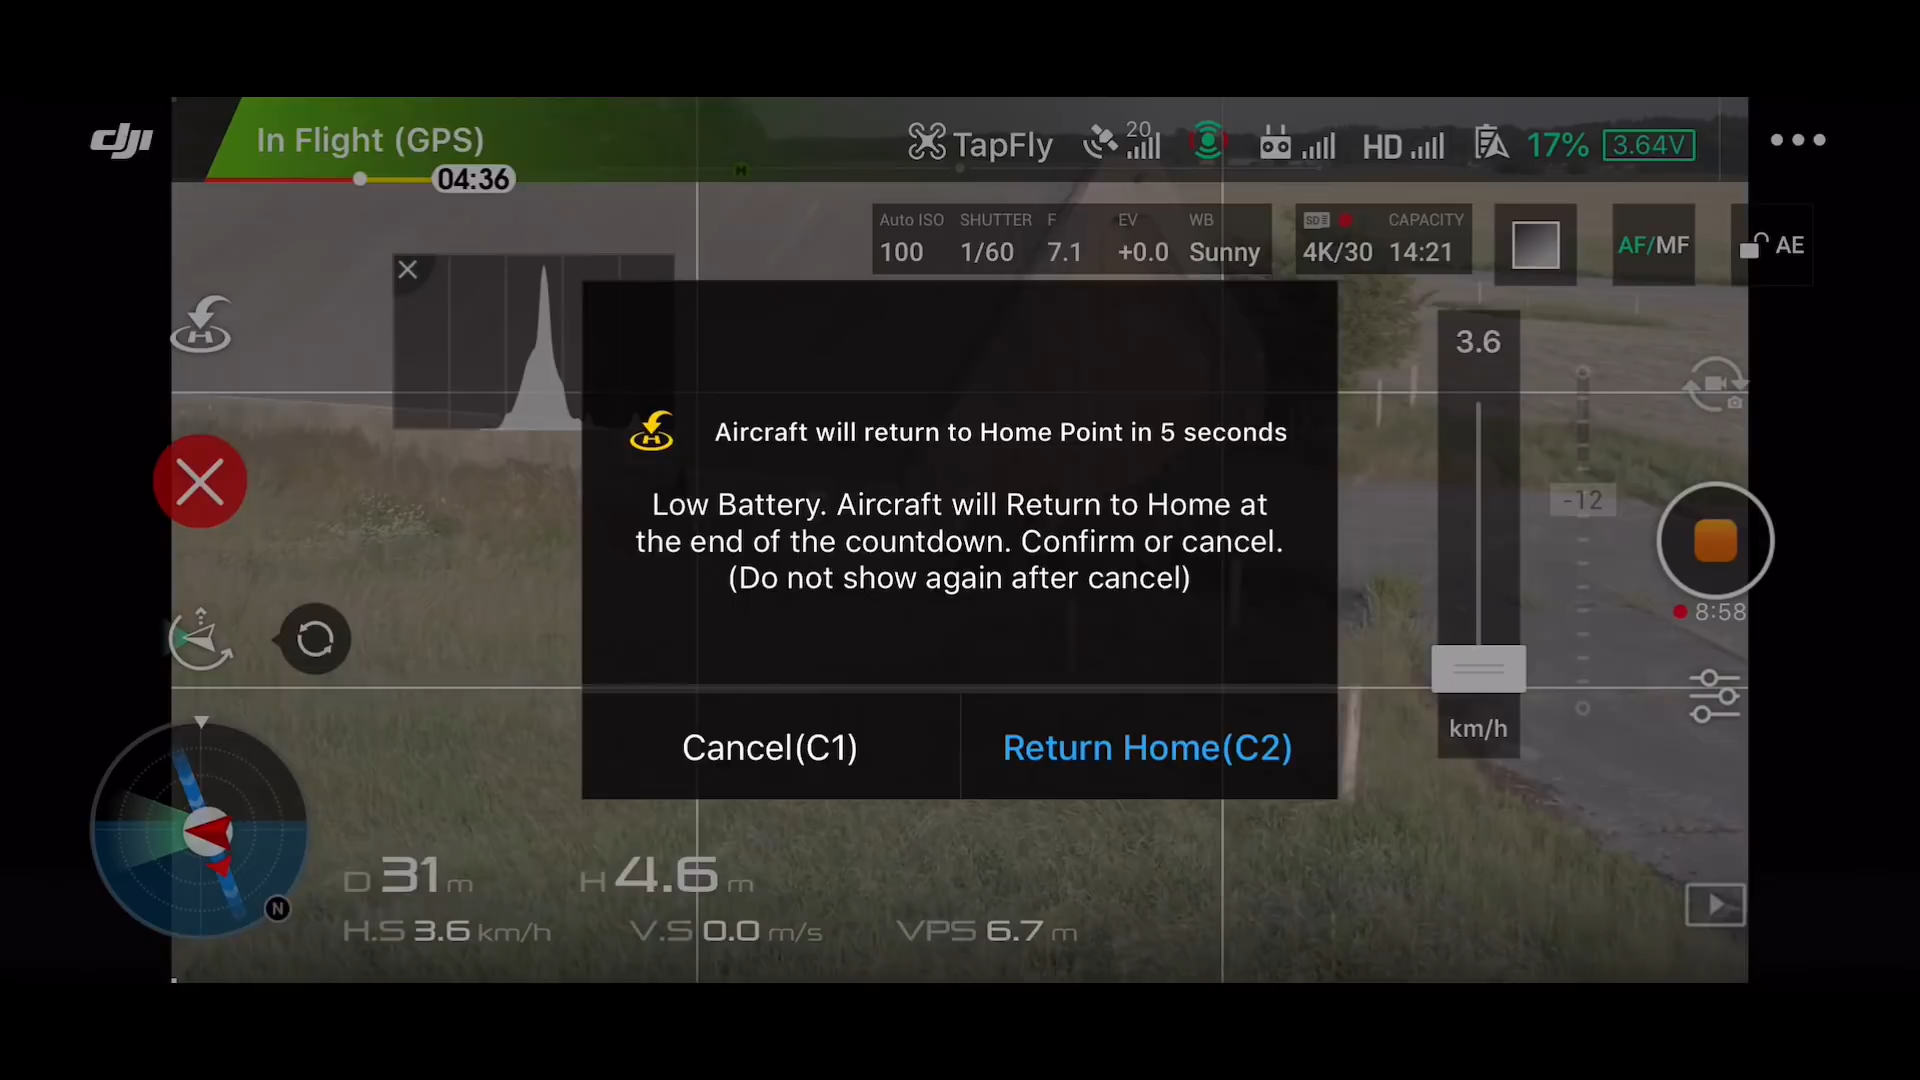 dji
In Flight (GPS)
TapFly
20
HD
17%
3.64V
04:36
H
Auto ISO SHUTTER F EV WB
100 1/60 7.1 +0.0 Sunny
SD CAPACITY
4K/30 14:21
AF/MF
AE
H
3.6
Aircraft will return to Home Point in 5 seconds
H
Low Battery. Aircraft will Return to Home at
the end of the countdown. Confirm or cancel.
(Do not show again after cancel)
-12
8:58
km/h
Cancel(C1)
Return Home(C2)
N
D 31 m
H 4.6 m
H.S 3.6 km/h
V.S 0.0 m/s
VPS 6.7 m